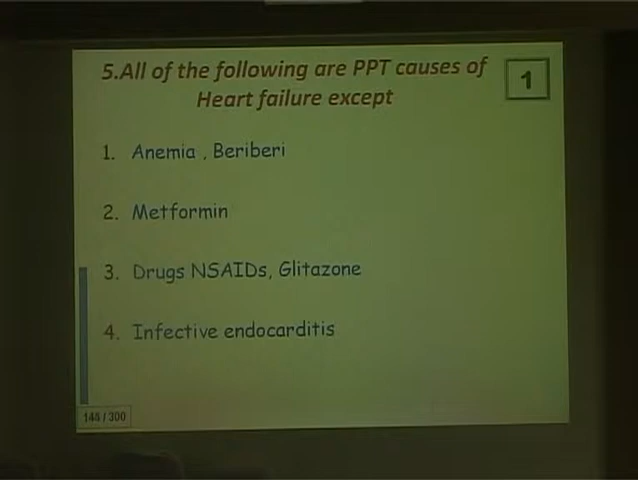 5.All of the following are PPT causes of
Heart failure except
1
1. Anemia , Beriberi
2. Metformin
3. Drugs NSAIDs, Glitazone
4. Infective endocarditis
146 / 300